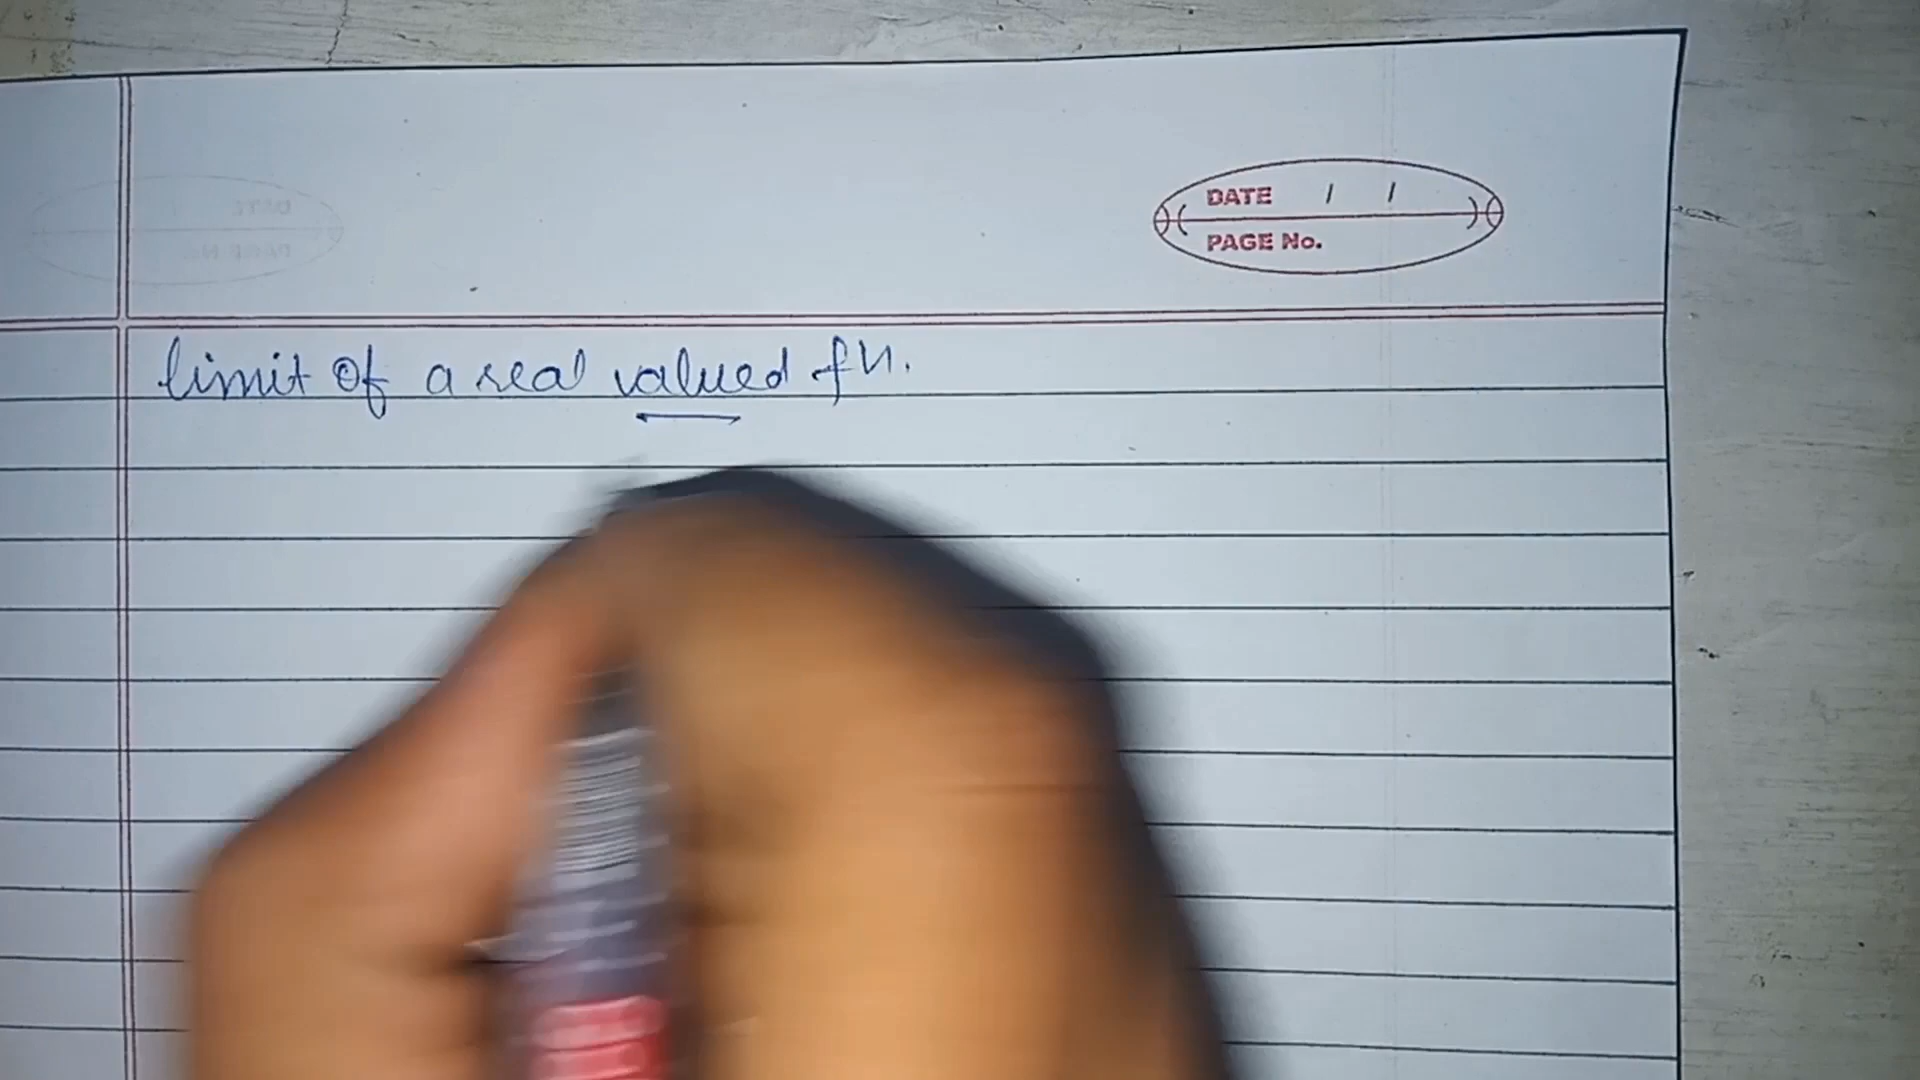 DATE / /
PAGE No.
limit of a real valued fn.